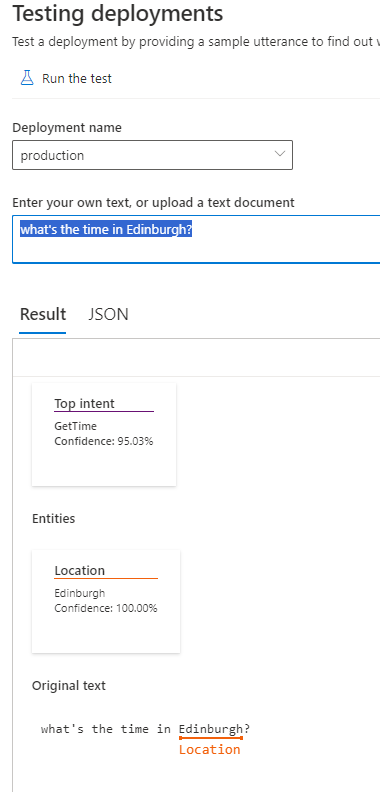 Testing deployments
Test a deployment by providing a sample utterance to find out
Run the test
Deployment name
production
Enter your own text, or upload a text document
what's the time in Edinburgh?
Result JSON
Top intent
GetTime
Confidence: 95.03%
Entities
Location
Edinburgh
Confidence: 100.00%
Original text
what's the time in Edinburgh?
Location